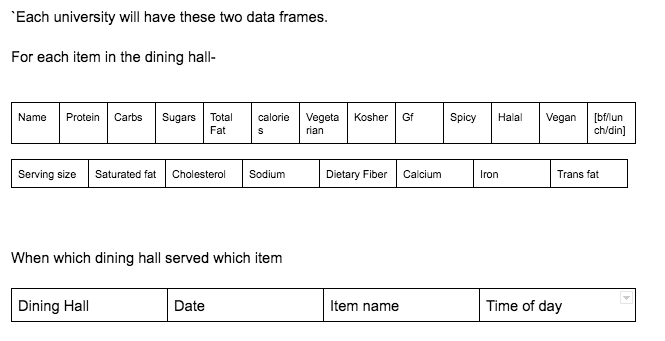 `Each university will have these two data frames.
For each item in the dining hall-
Name Protein Carbs Sugars Total Fat calories Vegetarian Kosher Gf Spicy Halal Vegan [bf/lunch/din]
Serving size Saturated fat Cholesterol Sodium Dietary Fiber Calcium Iron Trans fat
When which dining hall served which item
Dining Hall Date Item name Time of day